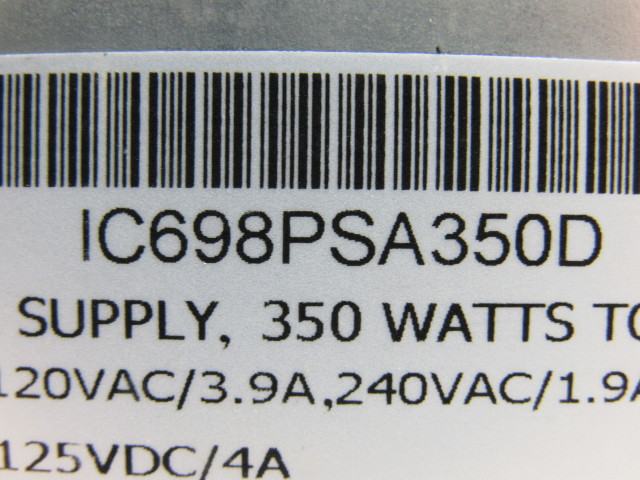 IC698PSA350D
SUPPLY, 350 WATTS TO
120VAC/3.9A,240VAC/1.9A
125VDC/4A